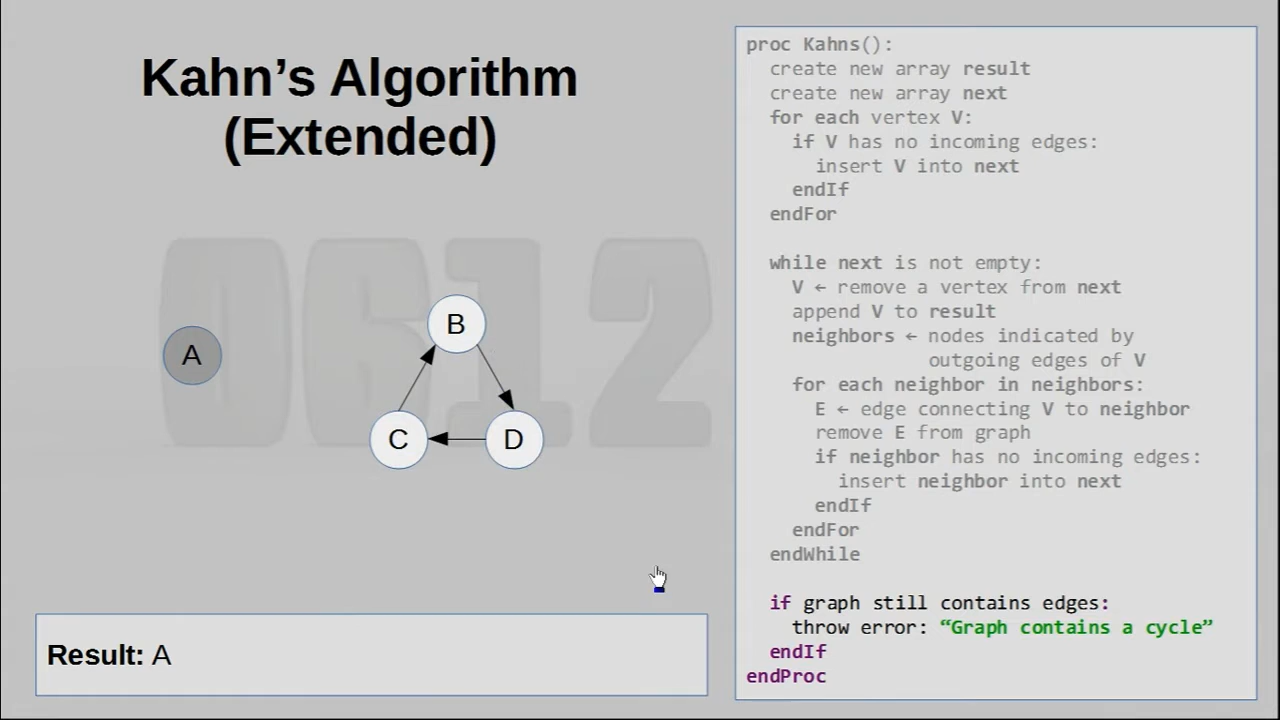 Kahn’s Algorithm
(Extended)
0612
A
B
C
D
Result: A
proc Kahns():
create new array result
create new array next
for each vertex V:
if V has no incoming edges:
insert V into next
endIf
endFor
while next is not empty:
V ← remove a vertex from next
append V to result
neighbors ← nodes indicated by
outgoing edges of V
for each neighbor in neighbors:
E ← edge connecting V to neighbor
remove E from graph
if neighbor has no incoming edges:
insert neighbor into next
endIf
endFor
endWhile
if graph still contains edges:
throw error: “Graph contains a cycle”
endIf
endProc